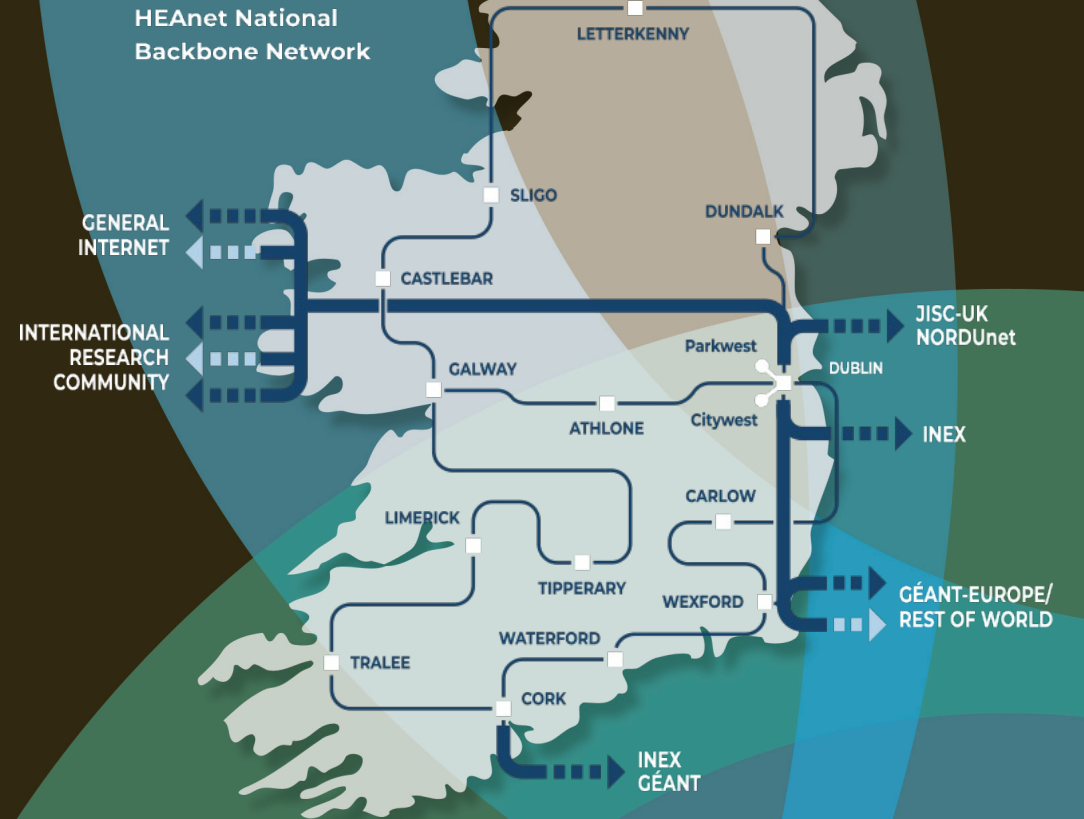 HEAnet National
Backbone Network
LETTERKENNY
SLIGO
DUNDALK
GENERAL
INTERNET
CASTLEBAR
INTERNATIONAL
RESEARCH
COMMUNITY
JISC-UK
NORDUnet
Parkwest
DUBLIN
GALWAY
Citywest
ATHLONE
INEX
CARLOW
LIMERICK
TIPPERARY
WEXFORD
GÉANT-EUROPE/
REST OF WORLD
WATERFORD
TRALEE
CORK
INEX
GÉANT